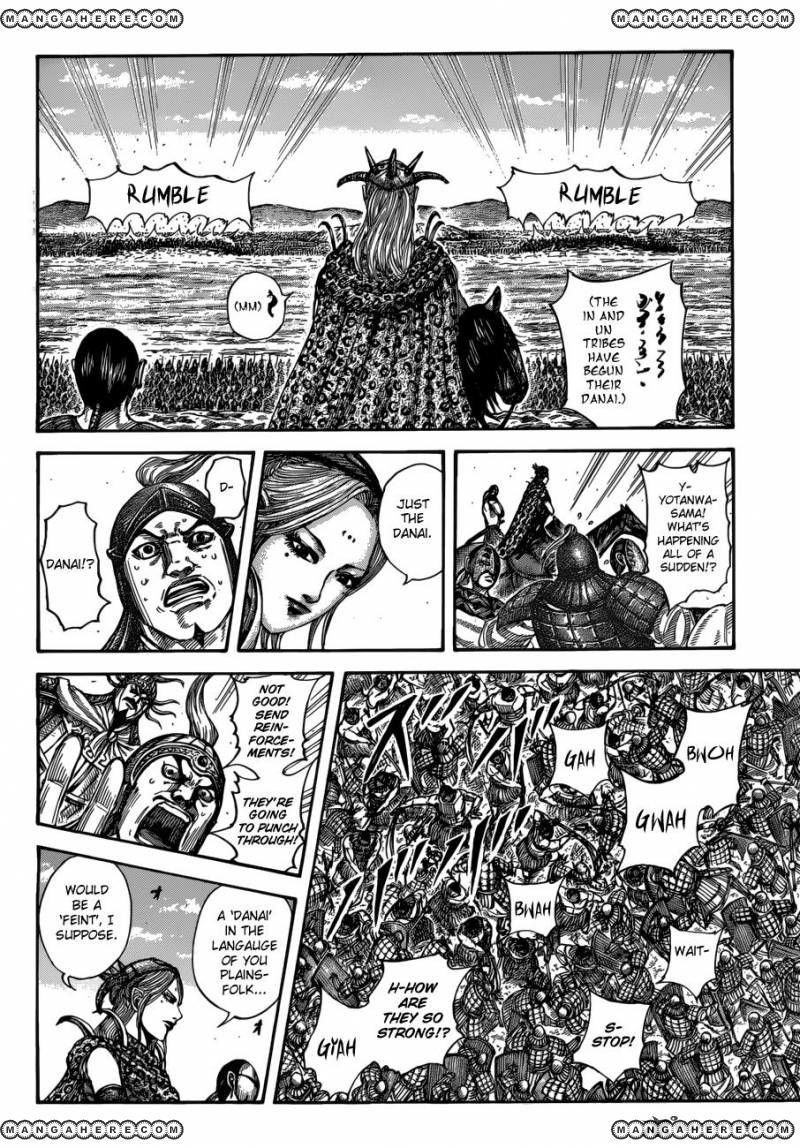 MANGAHERE.COM
MANGAHERE.COM
RUMBLE
RUMBLE
(THE
IN AND
UN
TRIBES
HAVE
BEGUN
THEIR
DANAI.)
(MM)
Y-
YOTANWA-
SAMA!
WHAT'S
HAPPENING
ALL OF A
SUDDEN!?
JUST
THE
DANAI.
D-
DANAI!?
BWOH
GAH
GWAH
ズズ
BWAH
WAIT-
H-HOW
ARE
THEY SO
STRONG!?
S-
STOP!
GYAH
NOT
GOOD!
SEND
REIN-
FORCE-
MENTS!
THEY'RE
GOING
TO PUNCH
THROUGH!
A 'DANAI'
IN THE
LANGAUGE
OF YOU
PLAINS-
FOLK...
WOULD
BE A
'FEINT', I
SUPPOSE.
MANGAHERE.COM
MANGAHERE.COM